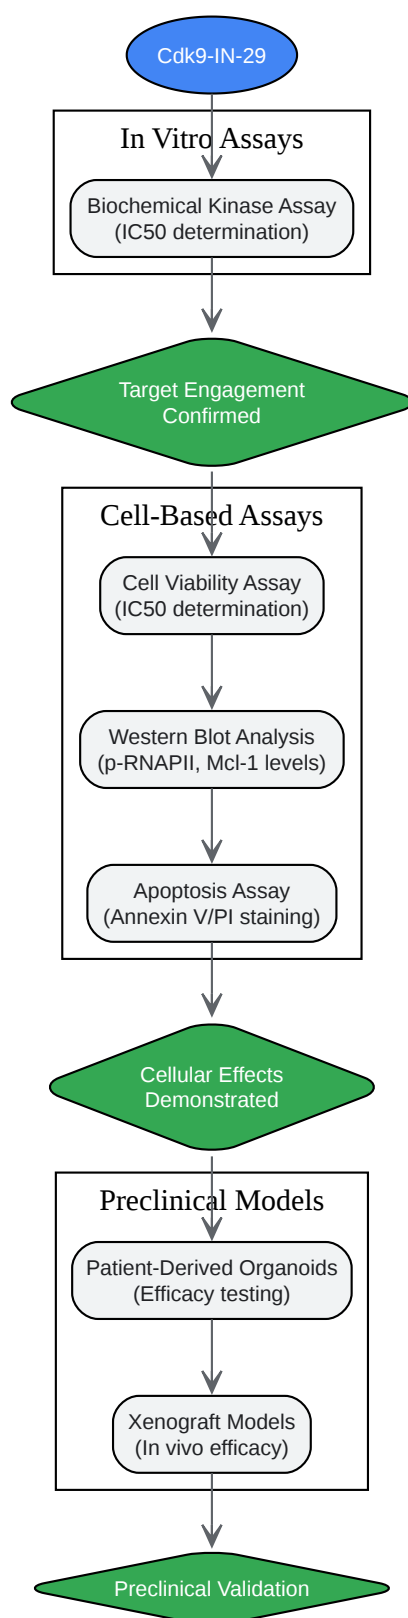 Cdk9-IN-29
In Vitro Assays
Biochemical Kinase Assay
(IC50 determination)
Target Engagement
Confirmed
Cell-Based Assays
Cell Viability Assay
(IC50 determination)
Western Blot Analysis
(p-RNAPII, Mcl-1 levels)
Apoptosis Assay
(Annexin V/PI staining)
Cellular Effects
Demonstrated
Preclinical Models
Patient-Derived Organoids
(Efficacy testing)
Xenograft Models
(In vivo efficacy)
Preclinical Validation